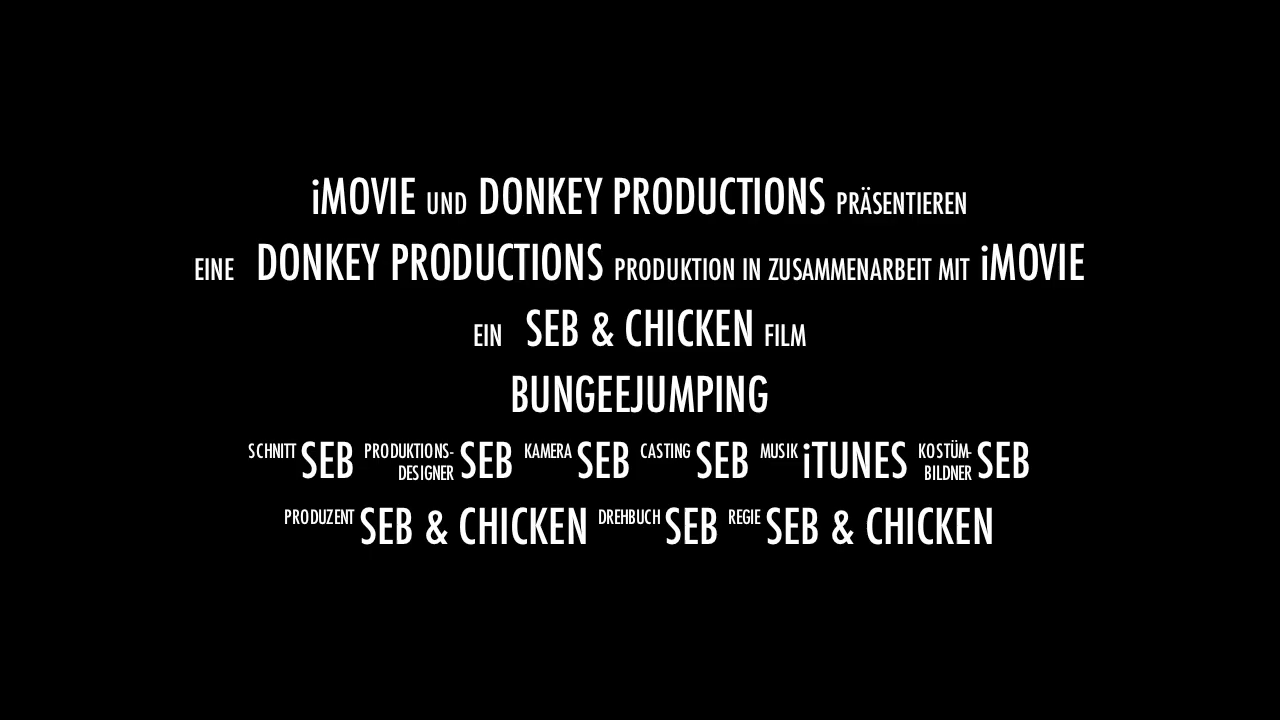 iMOVIE UND DONKEY PRODUCTIONS PRÄSENTIEREN
EINE DONKEY PRODUCTIONS PRODUKTION IN ZUSAMMENARBEIT MIT iMOVIE
EIN SEB & CHICKEN FILM
BUNGEEJUMPING
SCHNITT SEB PRODUKTIONS-DESIGNER SEB KAMERA SEB CASTING SEB MUSIK iTUNES KOSTÜM-BILDNER SEB
PRODUZENT SEB & CHICKEN DREHBUCH SEB REGIE SEB & CHICKEN